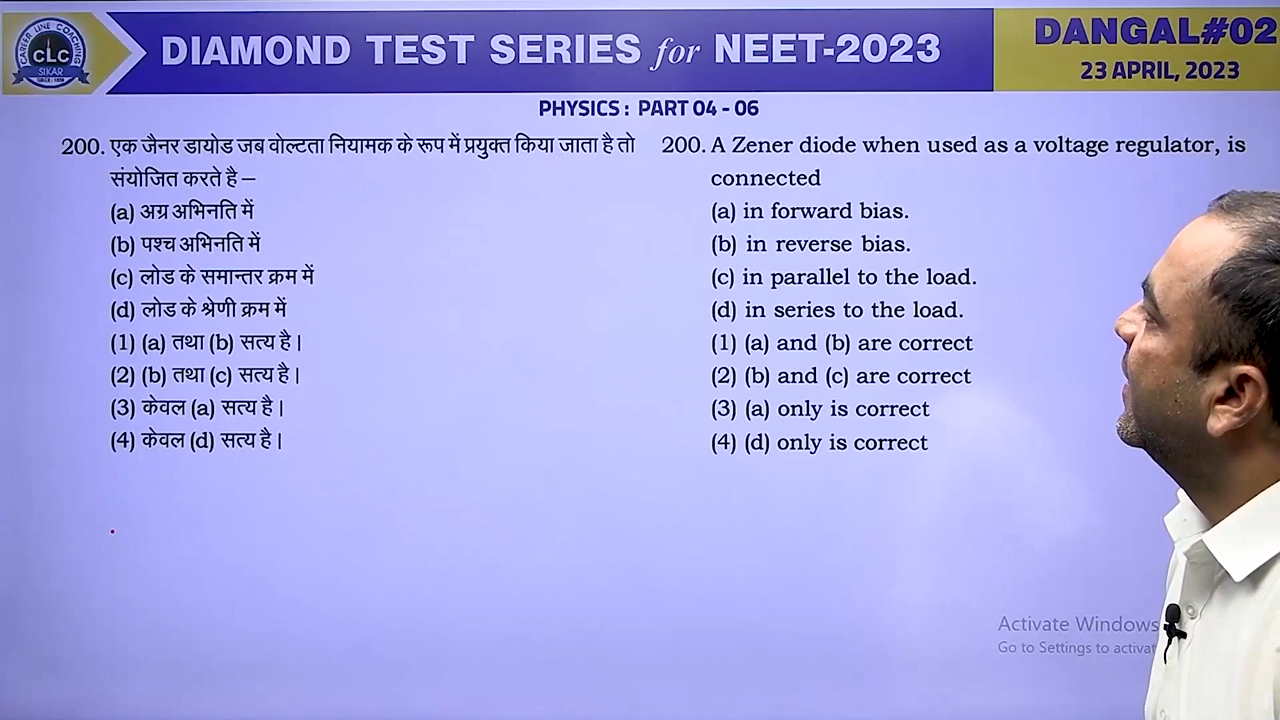 CAREER LINE COACHING
CLC
SIKAR
SINCE : 1996
DIAMOND TEST SERIES for NEET-2023
DANGAL#02
23 APRIL, 2023
PHYSICS : PART 04 - 06
200. एक जैनर डायोड जब वोल्टता नियामक के रूप में प्रयुक्त किया जाता है तो
संयोजित करते है –
(a) अग्र अभिनति में
(b) पश्च अभिनति में
(c) लोड के समान्तर क्रम में
(d) लोड के श्रेणी क्रम में
(1) (a) तथा (b) सत्य है।
(2) (b) तथा (c) सत्य है।
(3) केवल (a) सत्य है।
(4) केवल (d) सत्य है।
200. A Zener diode when used as a voltage regulator, is
connected
(a) in forward bias.
(b) in reverse bias.
(c) in parallel to the load.
(d) in series to the load.
(1) (a) and (b) are correct
(2) (b) and (c) are correct
(3) (a) only is correct
(4) (d) only is correct
Activate Windows
Go to Settings to activat